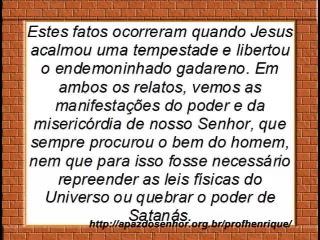 Estes fatos ocorreram quando Jesus
acalmou uma tempestade e libertou
o endemoninhado gadareno. Em
ambos os relatos, vemos as
manifestações do poder e da
misericórdia de nosso Senhor, que
sempre procurou o bem do homem,
nem que para isso fosse necessário
repreender as leis físicas do
Universo ou quebrar o poder de
Satanás.
http://apazdosenhor.org.br/profhenrique/